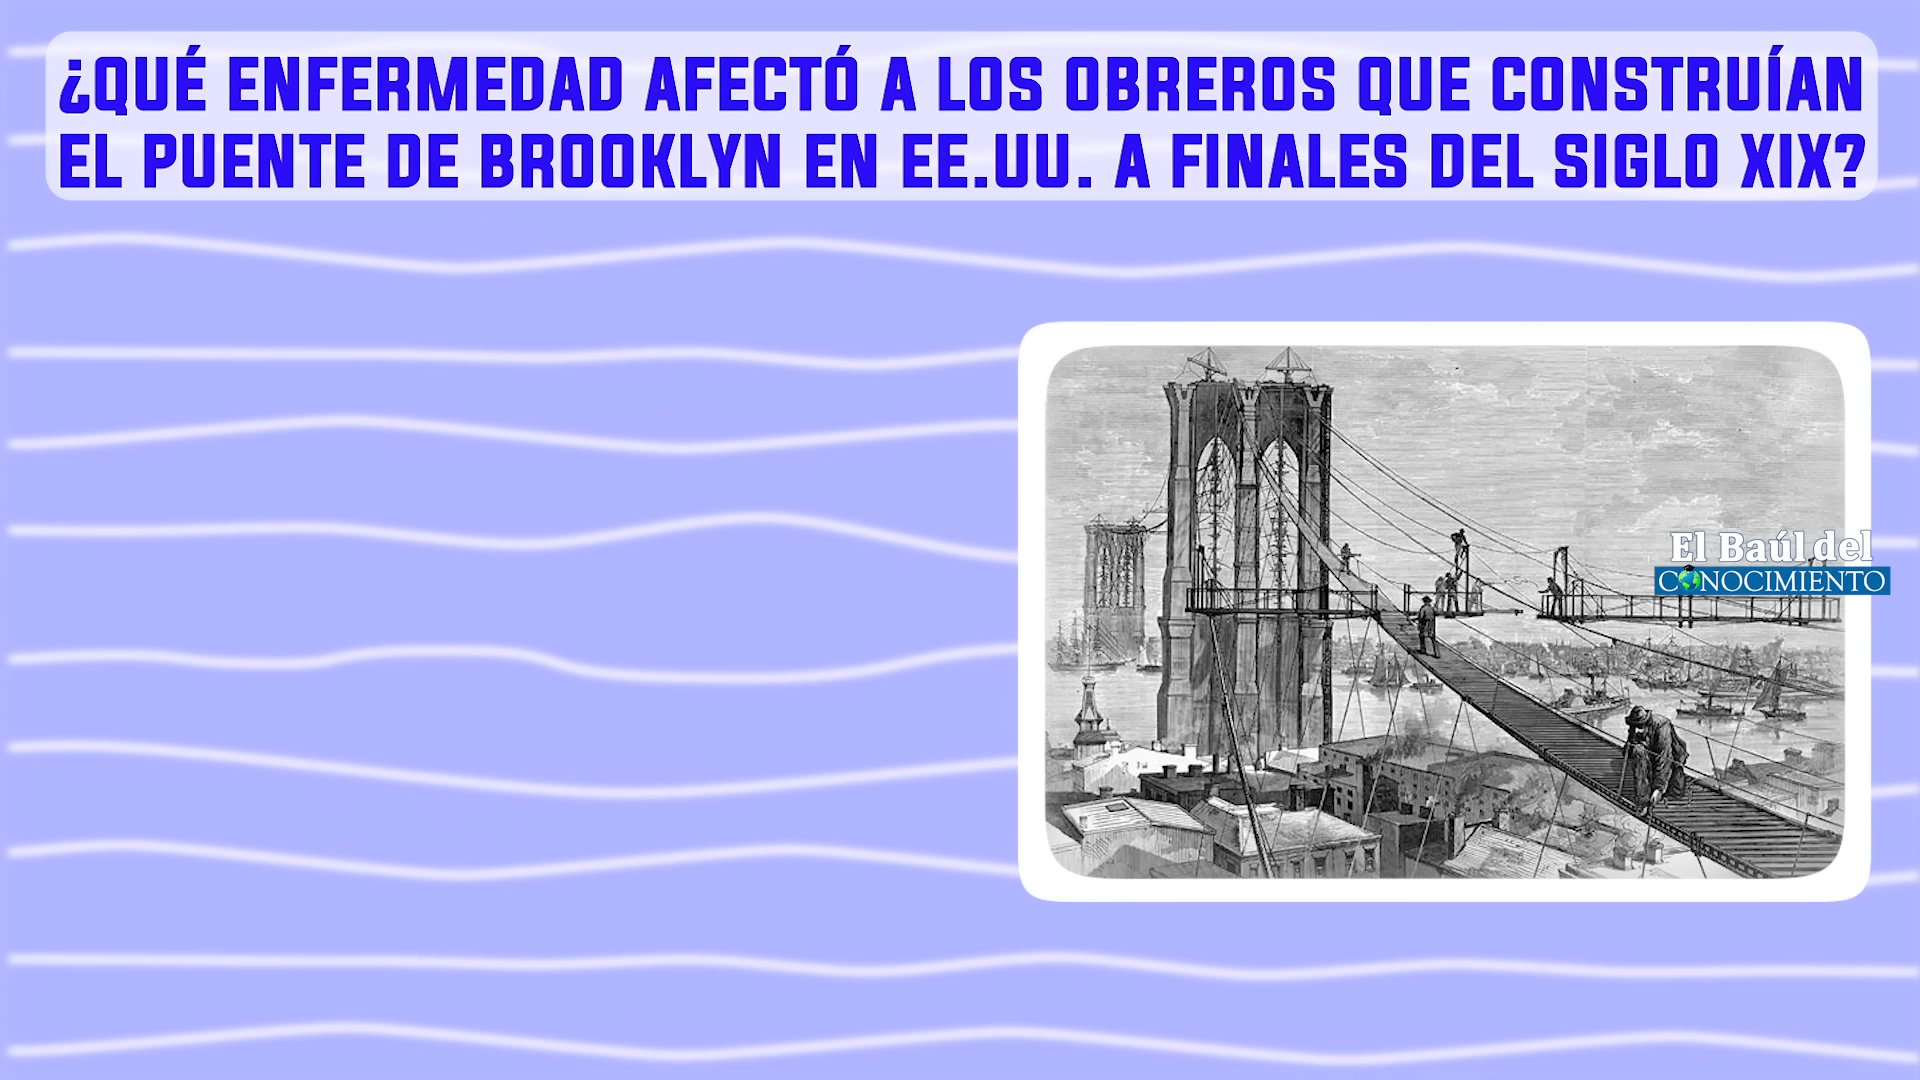 ¿QUÉ ENFERMEDAD AFECTÓ A LOS OBREROS QUE CONSTRUÍAN
EL PUENTE DE BROOKLYN EN EE.UU. A FINALES DEL SIGLO XIX?
El Baúl del
CONOCIMIENTO